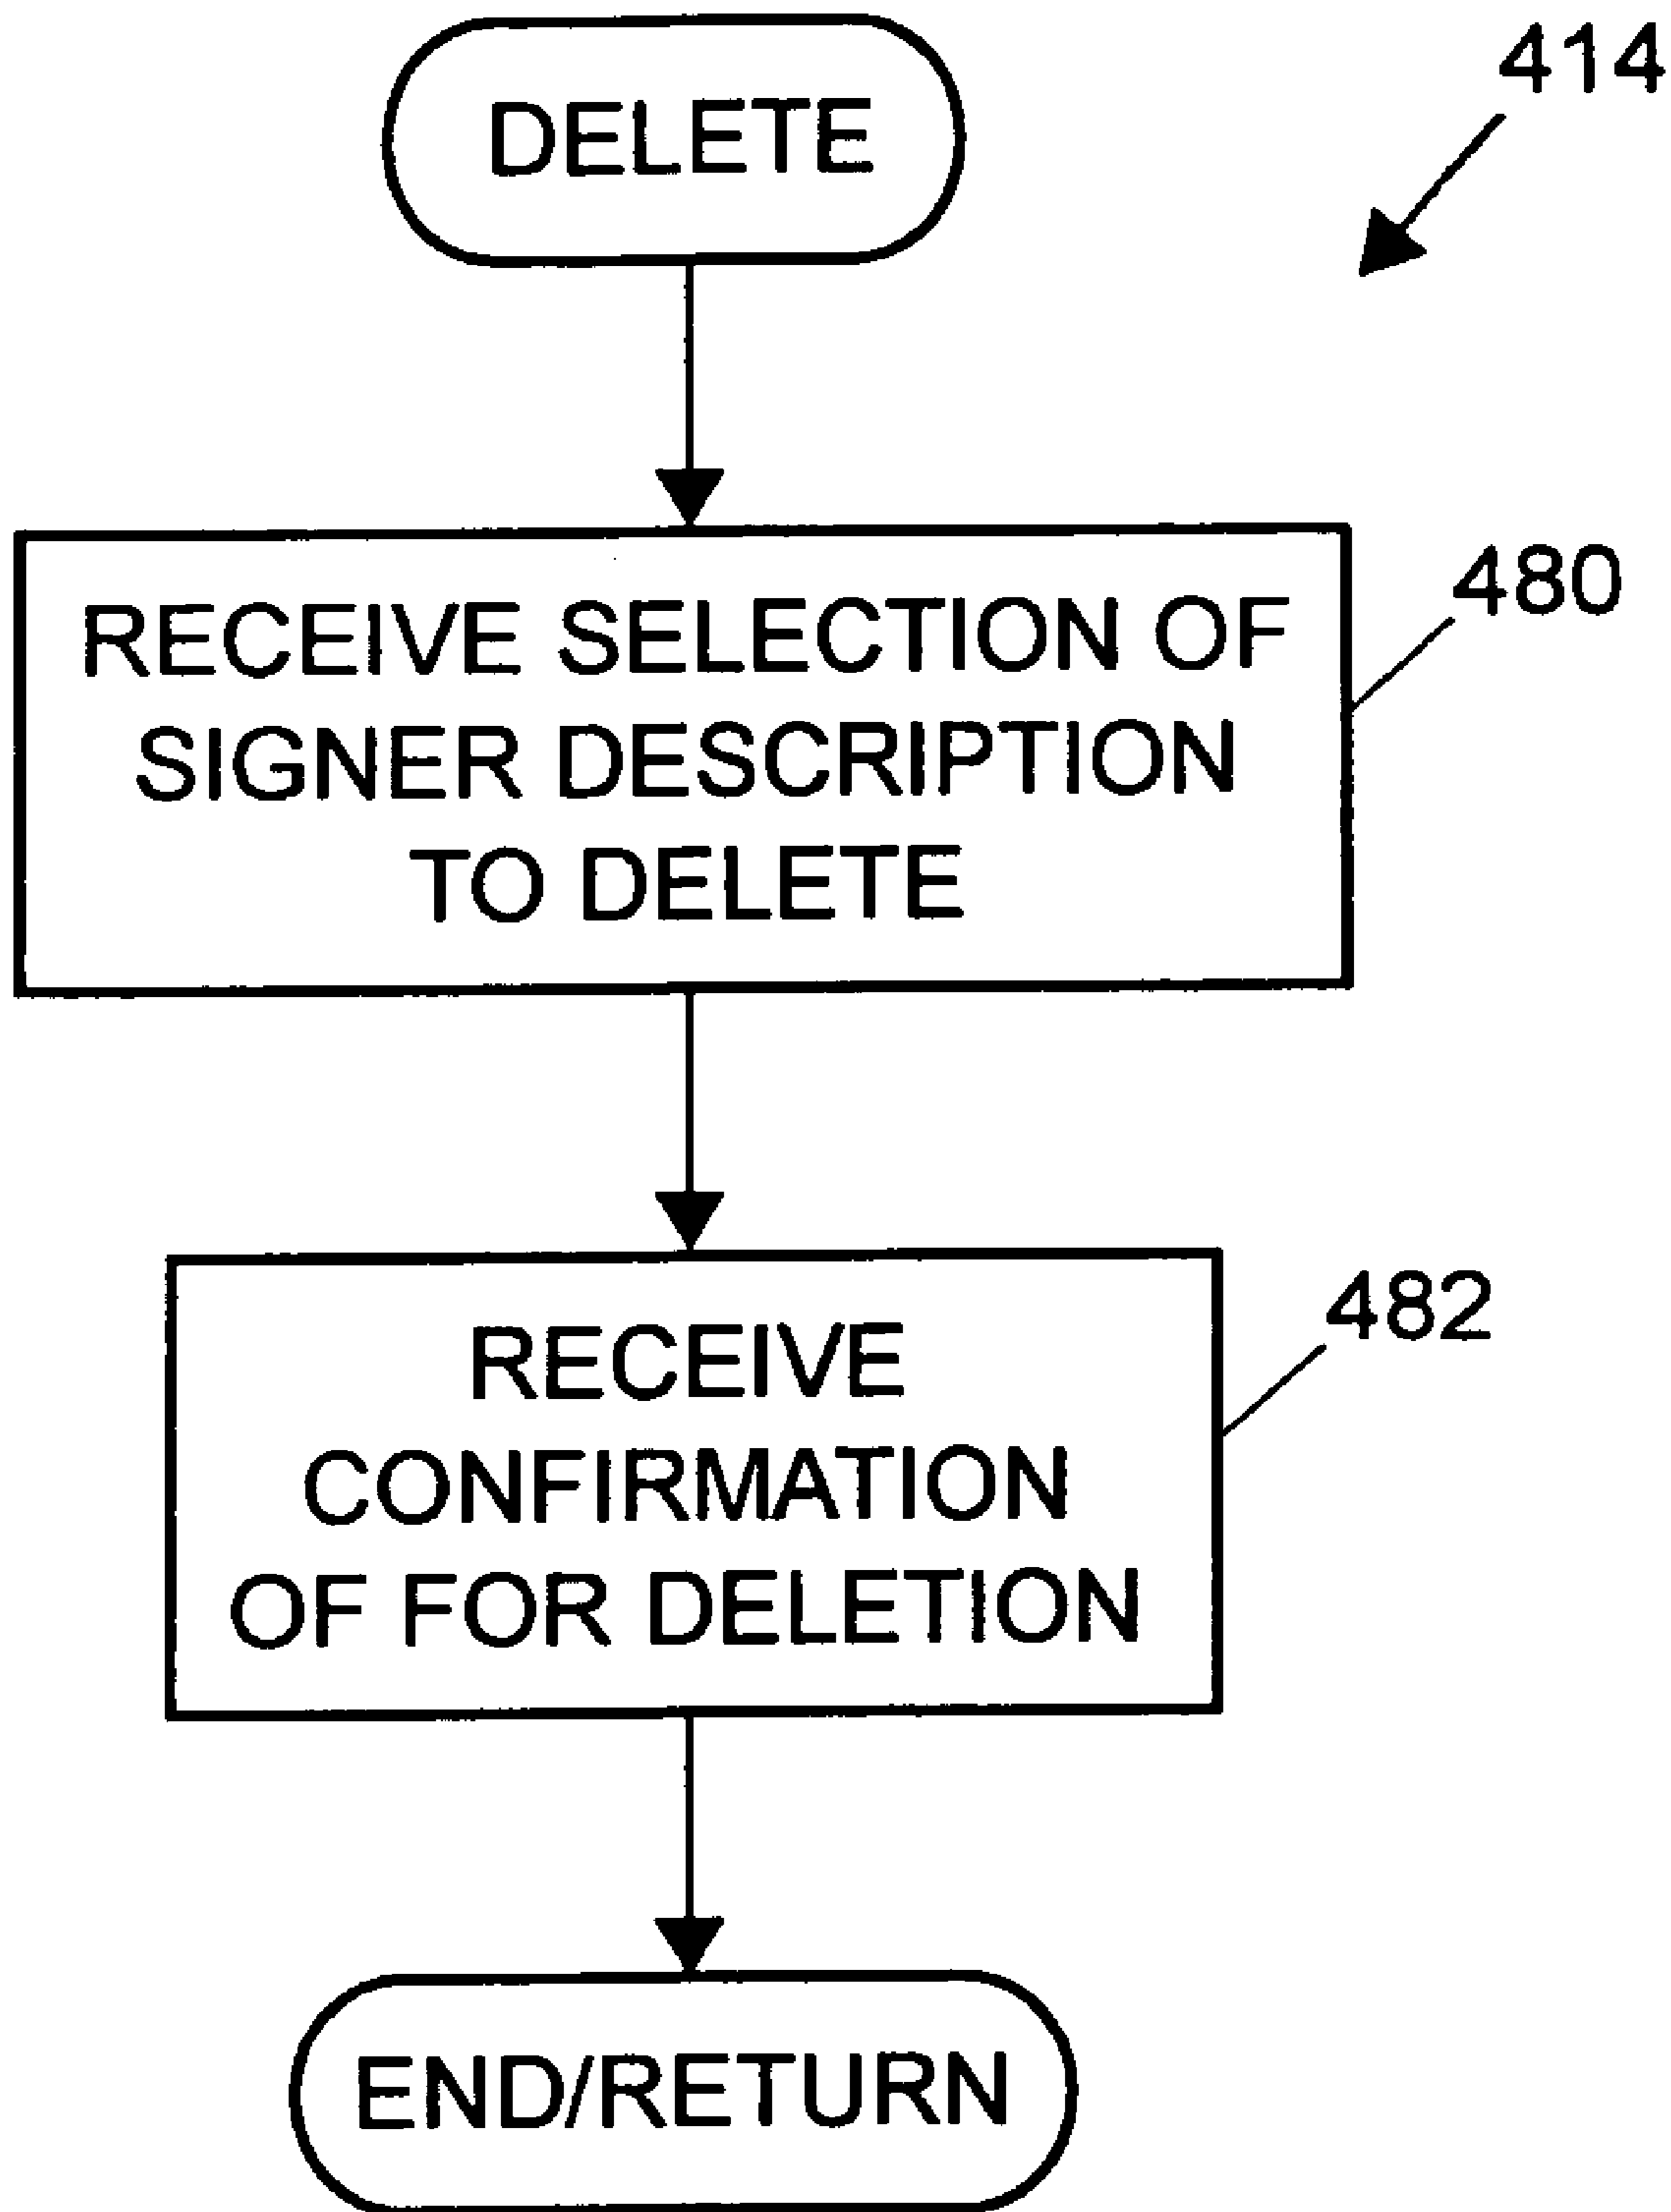 DELETE
414
RECEIVE SELECTION OF
SIGNER DESCRIPTION
TO DELETE
480
RECEIVE
CONFIRMATION
OF FOR DELETION
482
END/RETURN